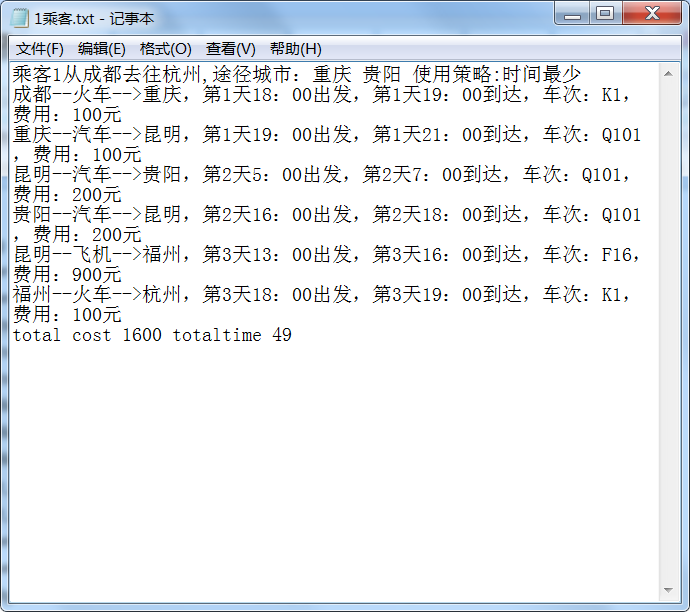 1乘客.txt - 记事本
文件(F) 编辑(E) 格式(O) 查看(V) 帮助(H)
乘客1从成都去往杭州,途径城市：重庆 贵阳 使用策略:时间最少
成都--火车-->重庆，第1天18：00出发，第1天19：00到达，车次：K1，
费用：100元
重庆--汽车-->昆明，第1天19：00出发，第1天21：00到达，车次：Q101
，费用：100元
昆明--汽车-->贵阳，第2天5：00出发，第2天7：00到达，车次：Q101，
费用：200元
贵阳--汽车-->昆明，第2天16：00出发，第2天18：00到达，车次：Q101
，费用：200元
昆明--飞机-->福州，第3天13：00出发，第3天16：00到达，车次：F16，
费用：900元
福州--火车-->杭州，第3天18：00出发，第3天19：00到达，车次：K1，
费用：100元
total cost 1600 totaltime 49